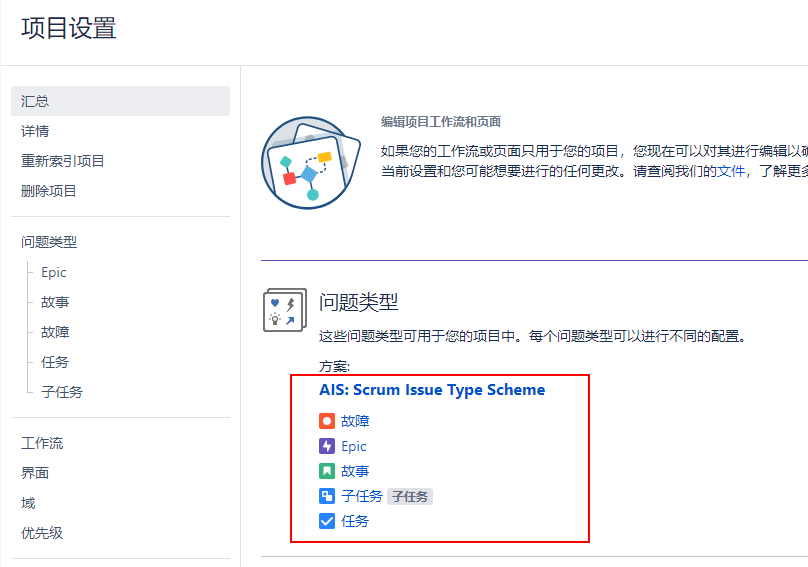 项目设置
汇总
详情
重新索引项目
删除项目
问题类型
Epic
故事
故障
任务
子任务
工作流
界面
域
优先级
编辑项目工作流和页面
如果您的工作流或页面只用于您的项目，您现在可以对其进行编辑以
当前设置和您可能想要进行的任何更改。请查阅我们的文件，了解更多
问题类型
这些问题类型可用于您的项目中。每个问题类型可以进行不同的配置。
方案:
AIS: Scrum Issue Type Scheme
故障
Epic
故事
子任务 子任务
任务